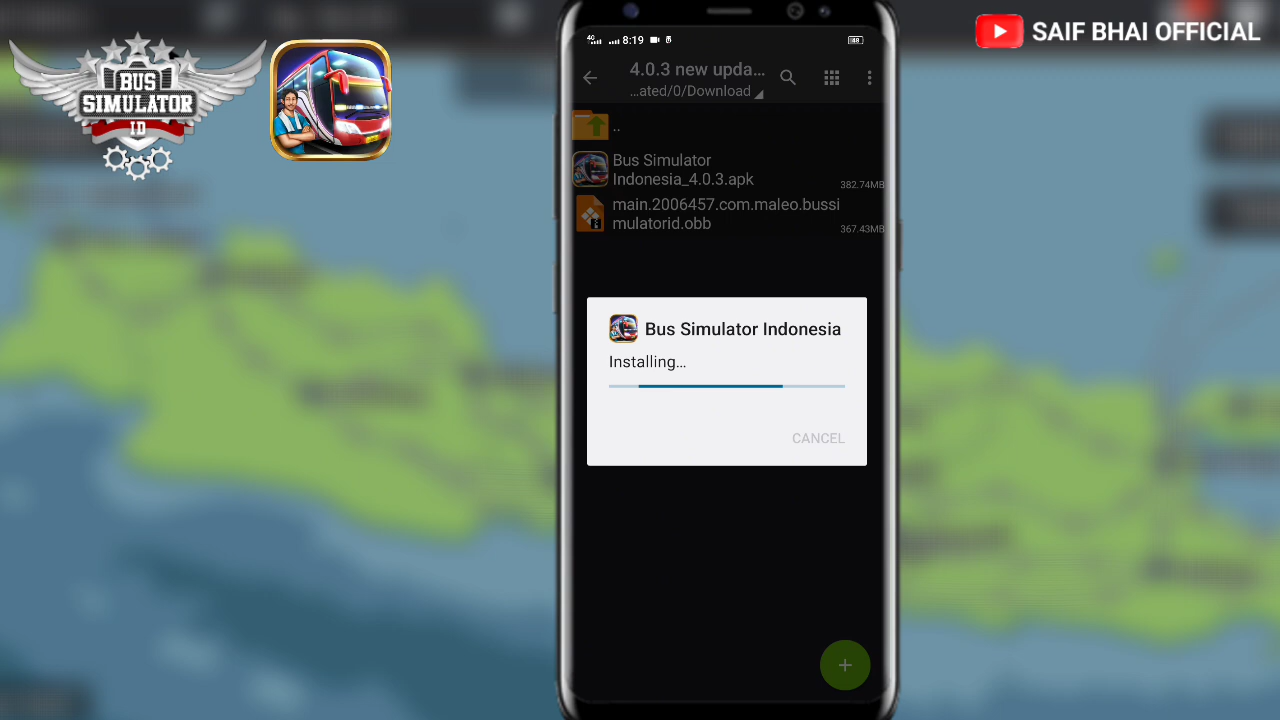 BUS
SIMULATOR
ID
SAIF BHAI OFFICIAL
4G
8:19
48
4.0.3 new upda...
...ated/0/Download
..
Bus Simulator
Indonesia_4.0.3.apk
382.74MB
main.2006457.com.maleo.bussi
mulatorid.obb
367.43MB
Bus Simulator Indonesia
Installing...
CANCEL